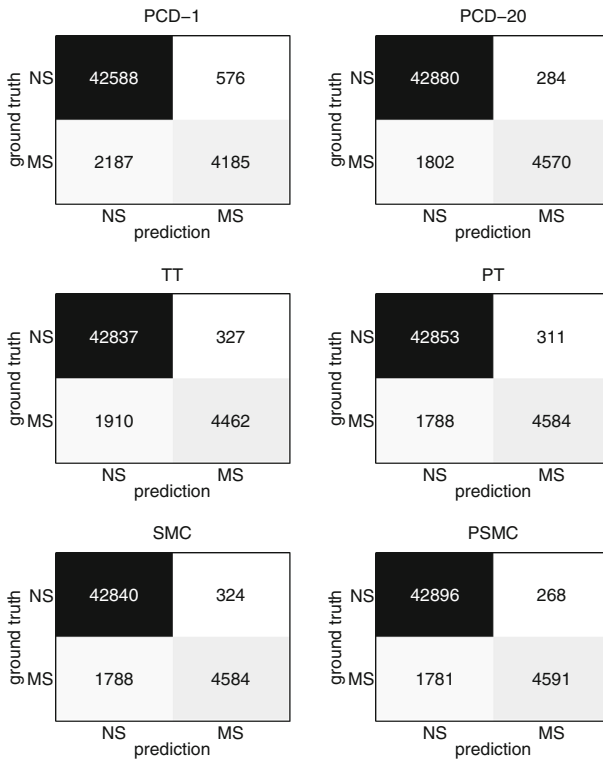 PCD-1
NS 42588 576
MS 2187 4185
NS MS
prediction
ground truth
PCD-20
NS 42880 284
MS 1802 4570
NS MS
prediction
ground truth
TT
NS 42837 327
MS 1910 4462
NS MS
prediction
ground truth
PT
NS 42853 311
MS 1788 4584
NS MS
prediction
ground truth
SMC
NS 42840 324
MS 1788 4584
NS MS
prediction
ground truth
PSMC
NS 42896 268
MS 1781 4591
NS MS
prediction
ground truth